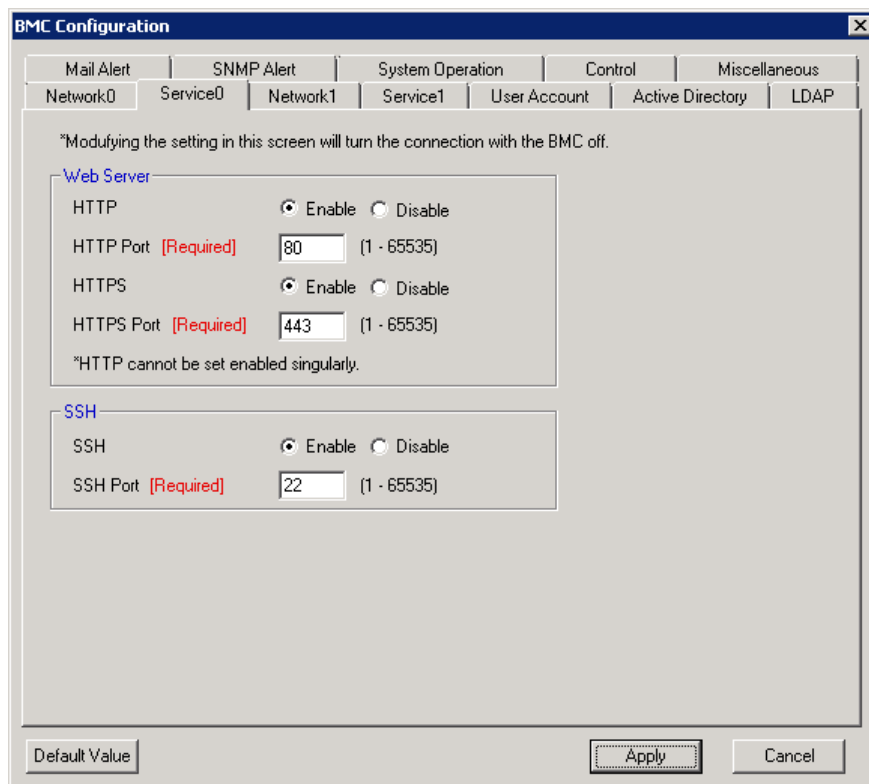 BMC Configuration
Mail Alert SNMP Alert System Operation Control Miscellaneous
Network0 Service0 Network1 Service1 User Account Active Directory LDAP
*Modufying the setting in this screen will turn the connection with the BMC off.
Web Server
HTTP Enable Disable
HTTP Port [Required] 80 (1 - 65535)
HTTPS Enable Disable
HTTPS Port [Required] 443 (1 - 65535)
*HTTP cannot be set enabled singularly.
SSH
SSH Enable Disable
SSH Port [Required] 22 (1 - 65535)
Default Value Apply Cancel